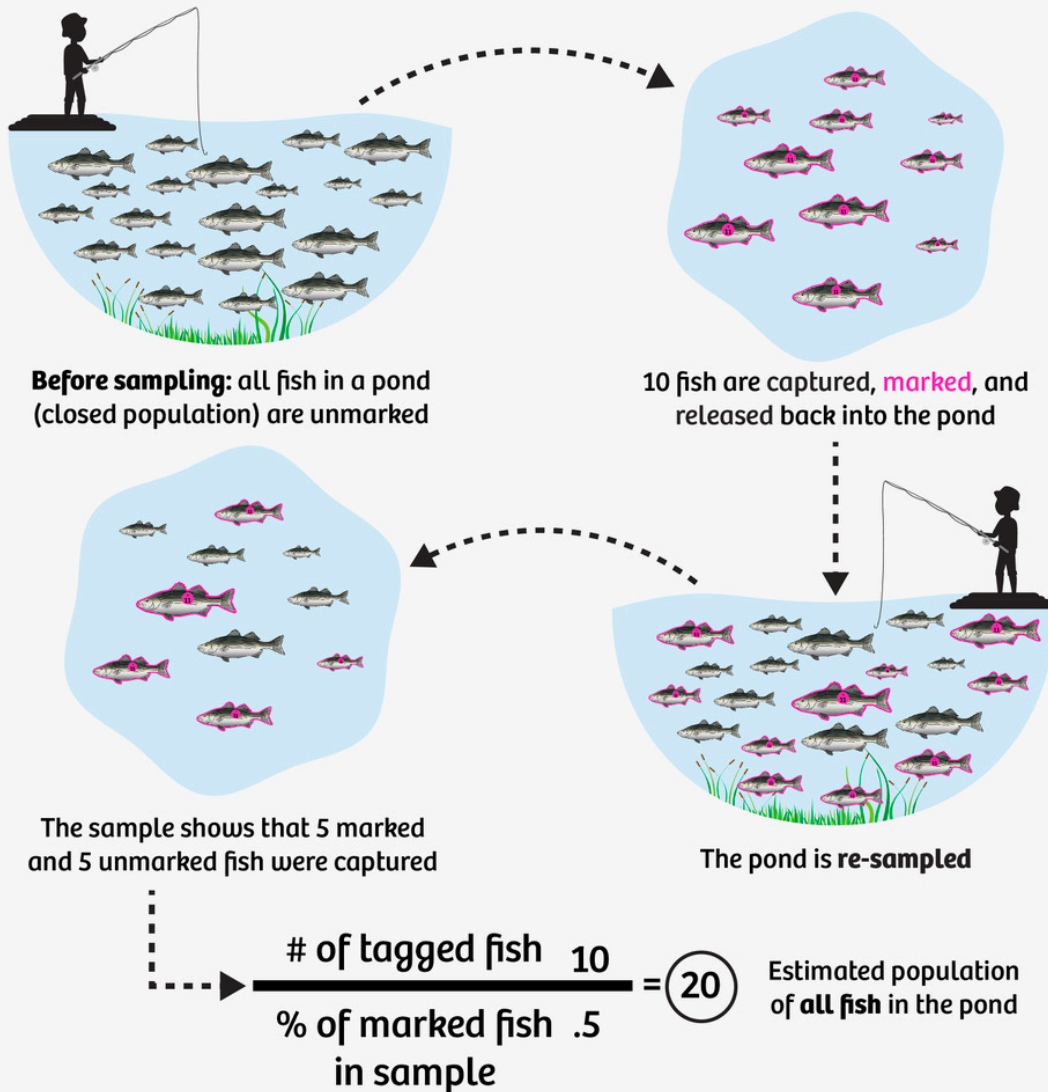 Before sampling: all fish in a pond
(closed population) are unmarked
10 fish are captured, marked, and
released back into the pond
The sample shows that 5 marked
and 5 unmarked fish were captured
The pond is re-sampled
# of tagged fish 10
= 20
% of marked fish .5
in sample
Estimated population
of all fish in the pond